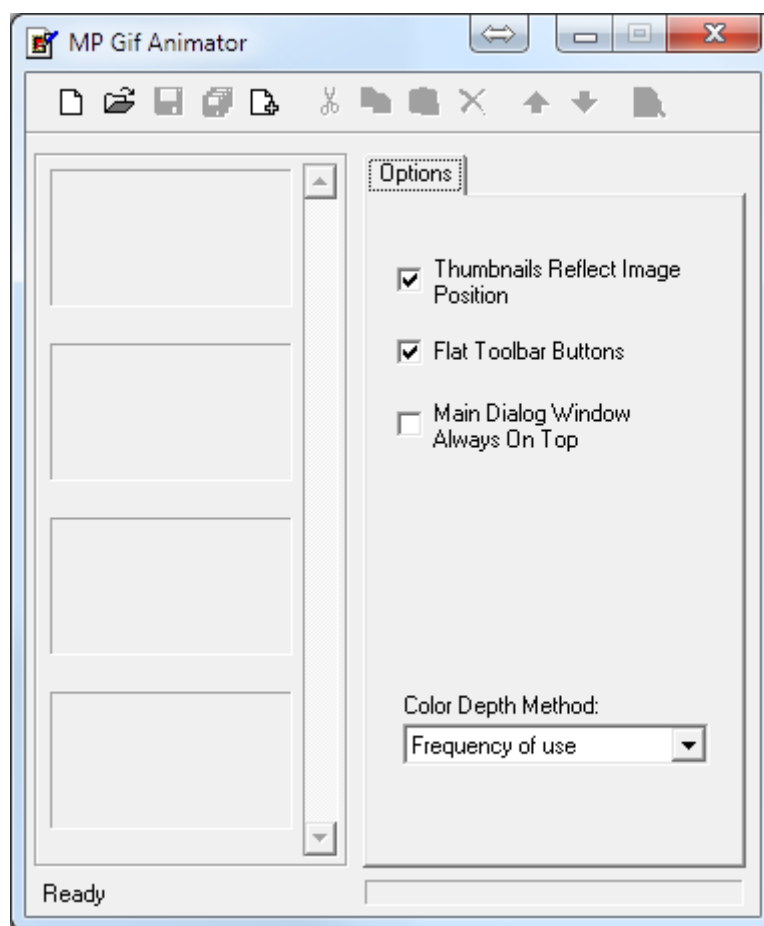 MP Gif Animator
Options
Thumbnails Reflect Image
Position
Flat Toolbar Buttons
Main Dialog Window
Always On Top
Color Depth Method:
Frequency of use
Ready